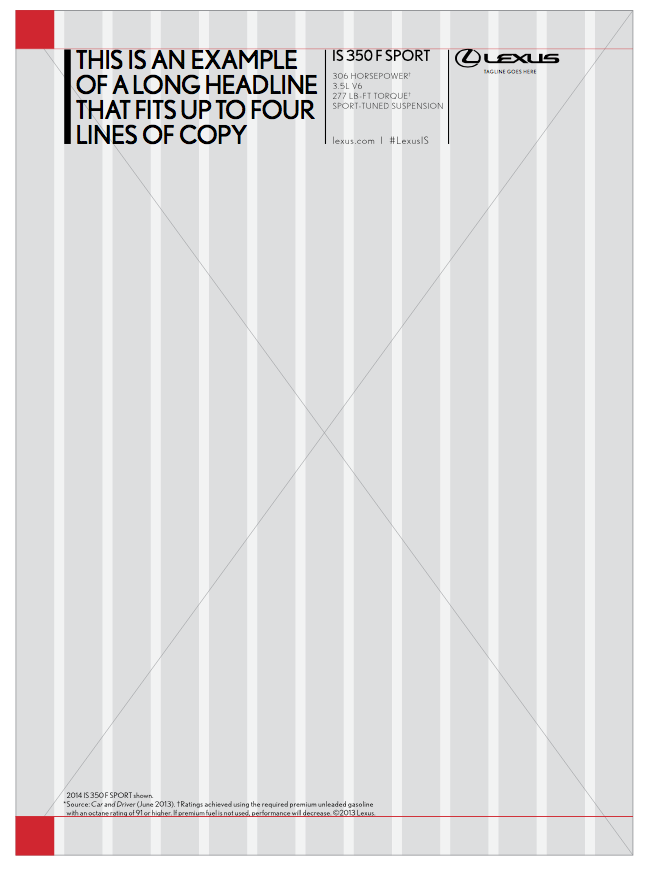 THIS IS AN EXAMPLE
OF A LONG HEADLINE
THAT FITS UP TO FOUR
LINES OF COPY
IS 350 F SPORT
306 HORSEPOWER†
3.5L V6
277 LB-FT TORQUE†
SPORT-TUNED SUSPENSION
lexus.com | #LexusIS
LEXUS
TAGLINE GOES HERE
2014 IS 350 F SPORT shown.
*Source: Car and Driver (June 2013). †Ratings achieved using the required premium unleaded gasoline
with an octane rating of 91 or higher. If premium fuel is not used, performance will decrease. ©2013 Lexus.